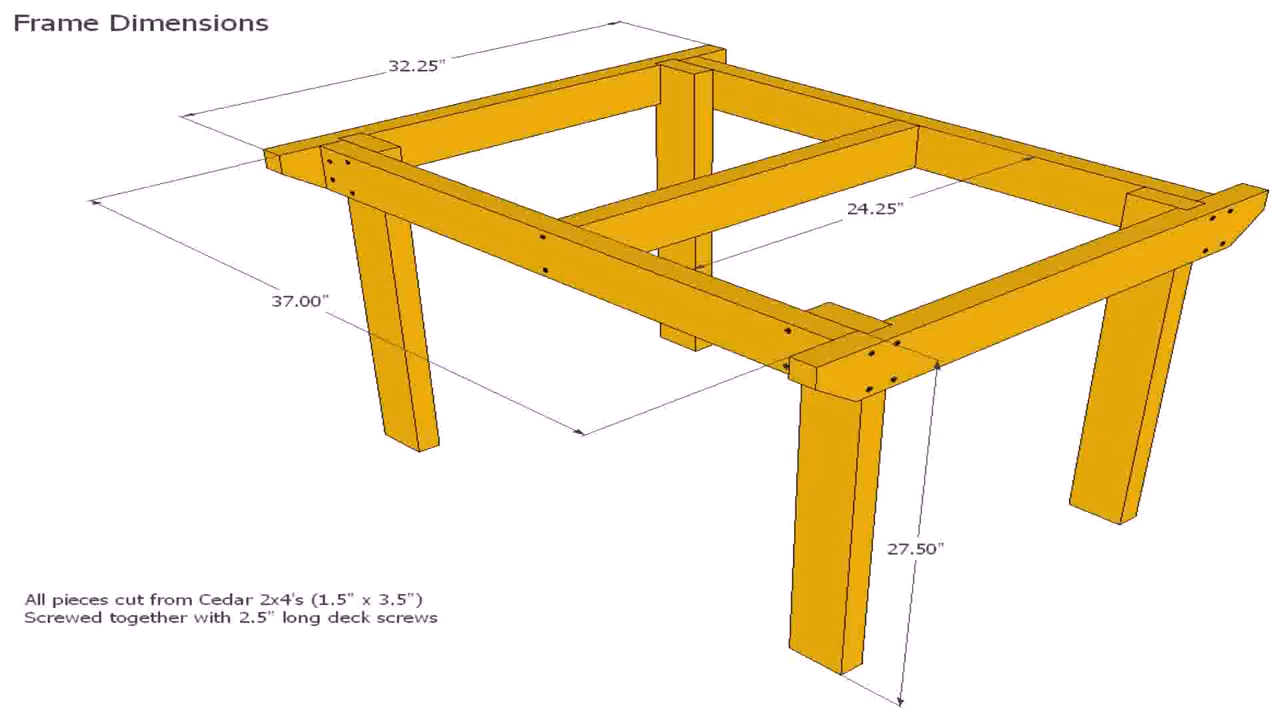 Frame Dimensions
32.25"
24.25"
37.00"
27.50"
All pieces cut from Cedar 2x4's (1.5" x 3.5")
Screwed together with 2.5" long deck screws